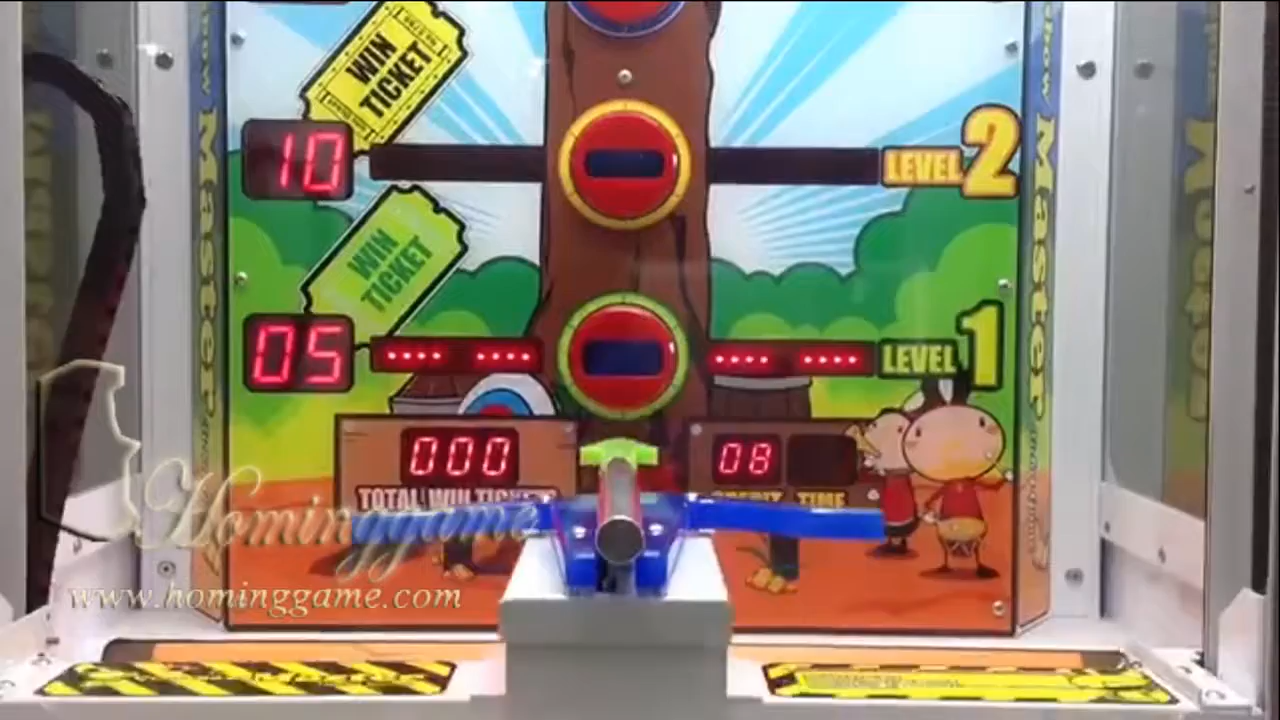 WIN
TICKET
10
LEVEL 2
Master
Master
WIN
TICKET
05
LEVEL 1
000
08
TOTAL WIN TICKETS
CREDIT TIME
Hominggame
www.hominggame.com